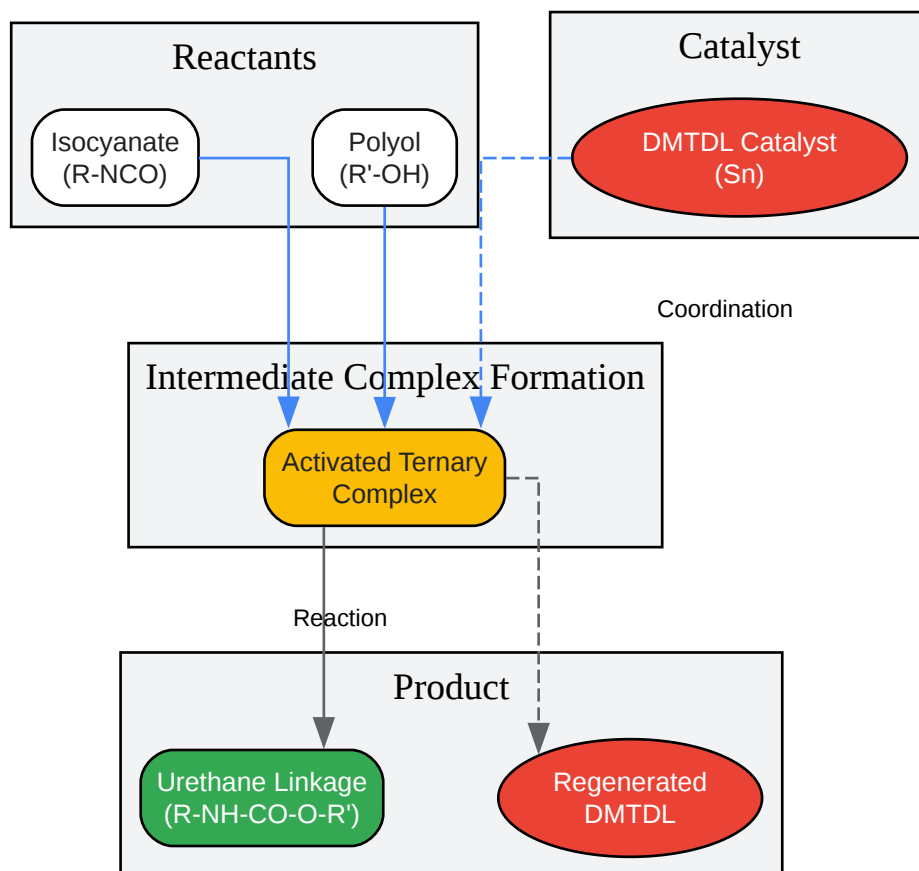 Reactants
Catalyst
Isocyanate
(R-NCO)
Polyol
(R'-OH)
DMTDL Catalyst
(Sn)
Coordination
Intermediate Complex Formation
Activated Ternary
Complex
Reaction
Product
Urethane Linkage
(R-NH-CO-O-R')
Regenerated
DMTDL